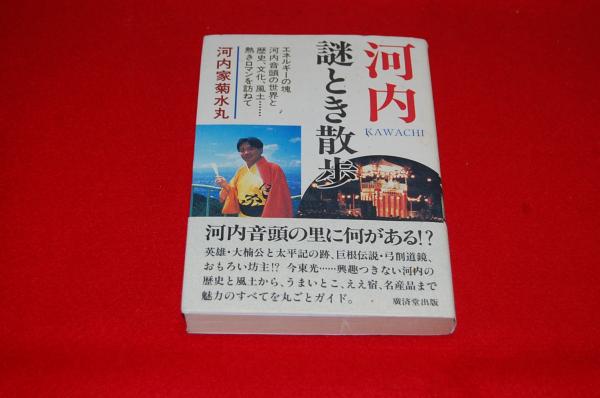 河内
KAWACHI
謎とき散歩
エネルギーの塊
河内音頭の世界と
歴史、文化、風土……
熱きロマンを訪ねて
河内家菊水丸
河内音頭の里に何がある!?
英雄・大楠公と太平記の跡、巨根伝説・弓削道鏡、
おもろい坊主!? 今東光……興趣つきない河内の
歴史と風土から、うまいとこ、ええ宿、名産品まで
魅力のすべてを丸ごとガイド。
廣済堂出版